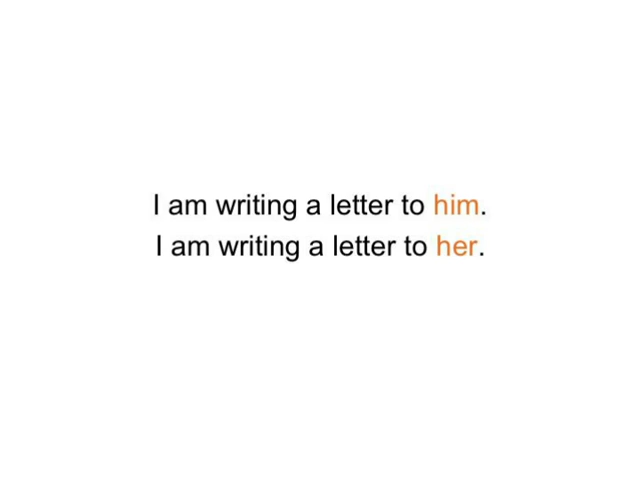 I am writing a letter to him.
I am writing a letter to her.